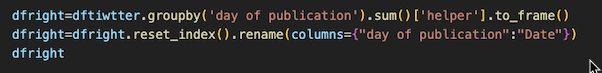 dfright=dftiwtter.groupby('day of publication').sum()['helper'].to_frame()
dfright=dfright.reset_index().rename(columns={"day of publication":"Date"})
dfright